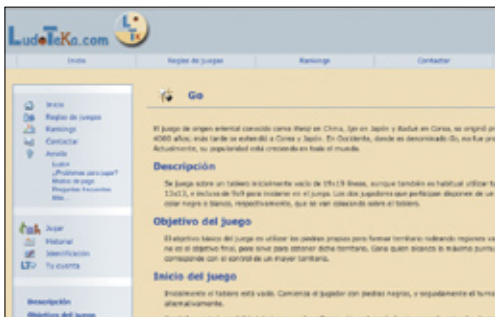 LudoTeKa.com
L T K
Inicio Reglas de juegos Rankings Contactar
Inicio
Reglas de juegos
Rankings
Contactar
Ayuda
Ludok
¿Problemas para jugar?
Modos de pago
Preguntas frecuentes
Más...
Jugar
Historial
Identificación
Tu cuenta
Descripción
Objetivo del juego
Go
El juego de origen oriental conocido como Weiqi en China, Igo en Japón y Baduk en Corea, se originó
4000 años; más tarde se extendió a Corea y Japón. En Occidente, donde es denominado Go, no fue
Actualmente, su popularidad está creciendo en todo el mundo.
Descripción
Se juega sobre un tablero inicialmente vacío de 19x19 líneas, aunque también es habitual utilizar
13x13, e incluso de 9x9 para iniciarse en el juego. Los dos jugadores que participan disponen de un
color negro o blanco, respectivamente, que se van colocando sobre el tablero.
Objetivo del juego
El objetivo básico del juego es utilizar las piedras propias para formar territorio rodeando regiones
no es el objetivo final, pero sirve para obtener dicho territorio. Gana quien alcance la máxima
corresponde con el control de un mayor territorio.
Inicio del juego
Inicialmente el tablero está vacío. Comienza el jugador con piedras negras, y seguidamente el
alternativamente.